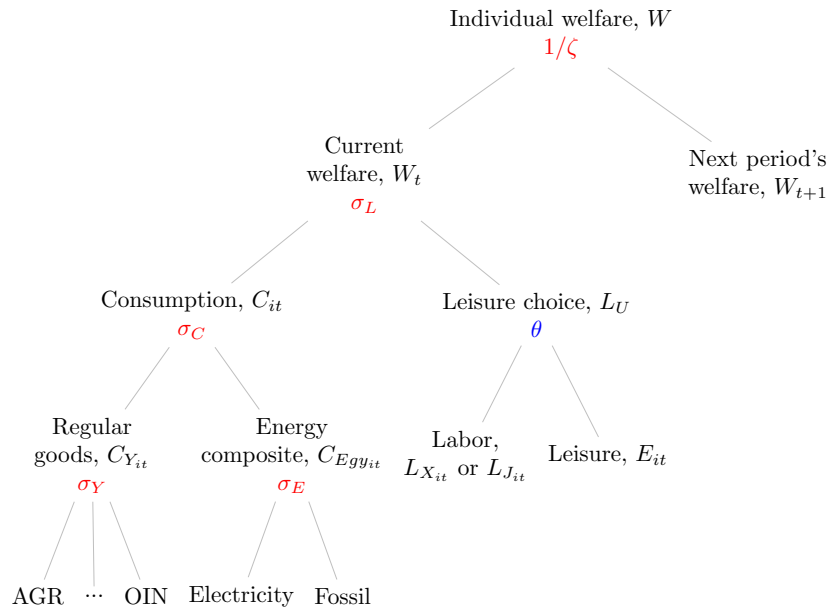 Individual welfare, W
1/ζ
Current
welfare, W_t
σ_L
Next period's
welfare, W_{t+1}
Consumption, C_{it}
σ_C
Leisure choice, L_U
θ
Regular
goods, C_{Y_{it}}
σ_Y
Energy
composite, C_{Egy_{it}}
σ_E
Labor,
L_{X_{it}} or L_{J_{it}}
Leisure, E_{it}
AGR ... OIN Electricity Fossil